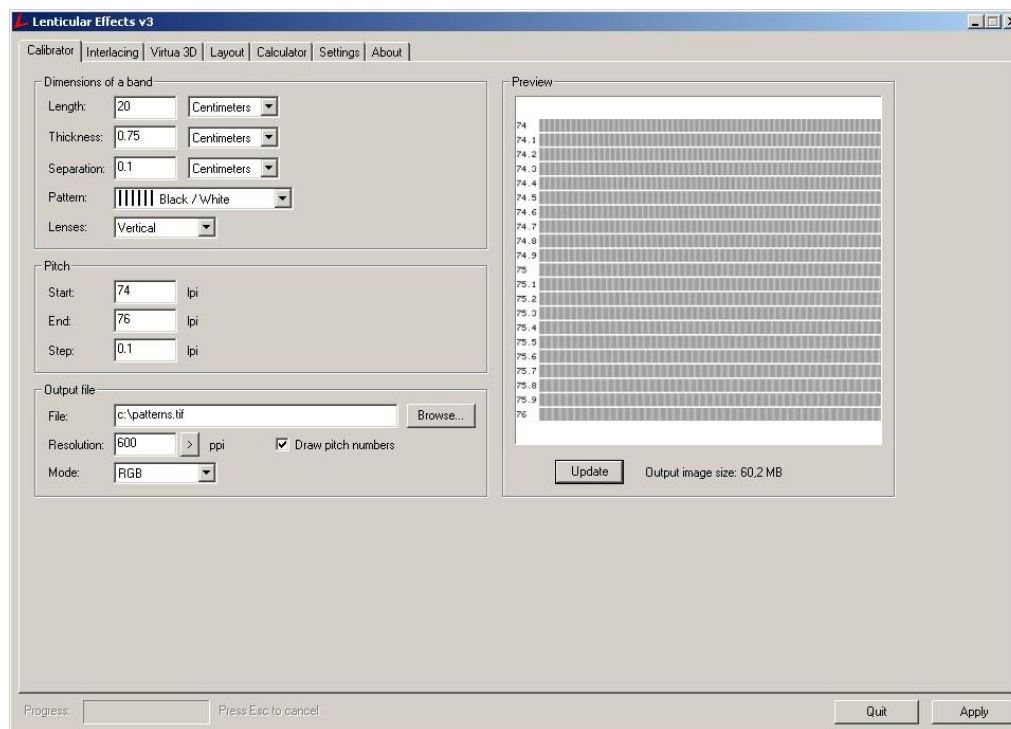 Lenticular Effects v3
Calibrator Interlacing Virtua 3D Layout Calculator Settings About
Dimensions of a band
Length: 20 Centimeters
Thickness: 0.75 Centimeters
Separation: 0.1 Centimeters
Pattern: Black / White
Lenses: Vertical
Pitch
Start: 74 lpi
End: 76 lpi
Step: 0.1 lpi
Output file
File: c:\patterns.tif Browse...
Resolution: 600 > ppi Draw pitch numbers
Mode: RGB
Preview
74
74.1
74.2
74.3
74.4
74.5
74.6
74.7
74.8
74.9
75
75.1
75.2
75.3
75.4
75.5
75.6
75.7
75.8
75.9
76
Update Output image size: 60,2 MB
Progress: Press Esc to cancel Quit Apply